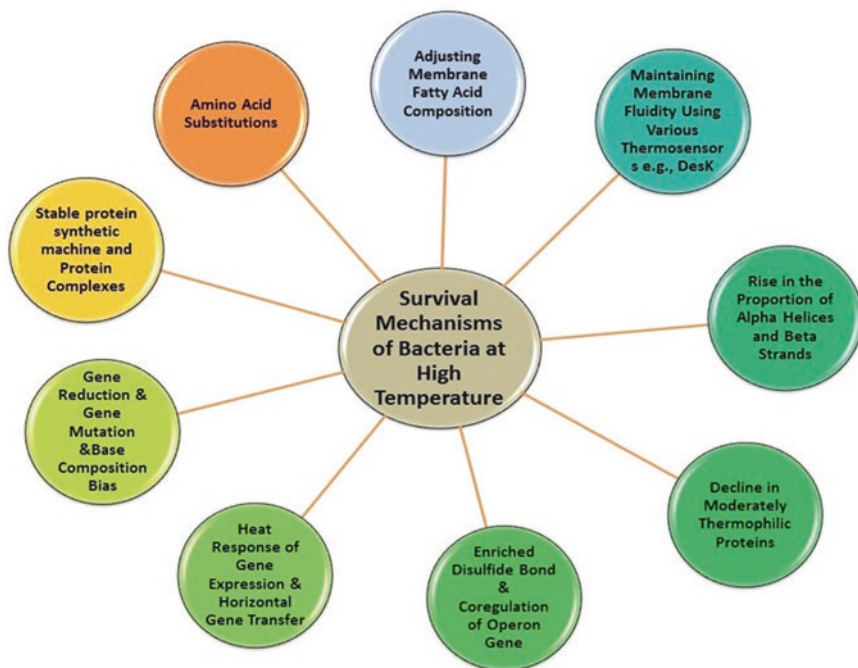 Adjusting
Membrane
Fatty Acid
Composition
Maintaining
Membrane
Fluidity Using
Various
Thermosensor
s e.g., DesK
Rise in the
Proportion of
Alpha Helices
and Beta
Strands
Decline in
Moderately
Thermophilic
Proteins
Enriched
Disulfide Bond
&
Coregulation
of Operon
Gene
Heat
Response of
Gene
Expression &
Horizontal
Gene Transfer
Gene
Reduction &
Gene
Mutation
&Base
Composition
Bias
Stable protein
synthetic
machine and
Protein
Complexes
Amino Acid
Substitutions
Survival
Mechanisms
of Bacteria at
High
Temperature